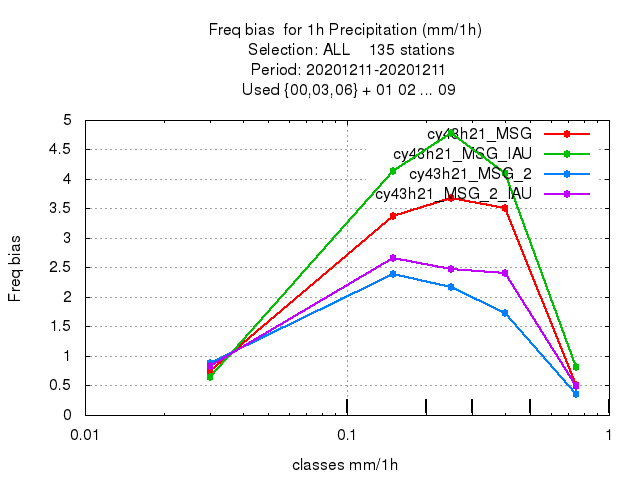 Freq bias  for 1h Precipitation (mm/1h)
Selection: ALL    135 stations
Period: 20201211-20201211
Used {00,03,06} + 01 02 ... 09
5
4.5
4
3.5
3
2.5
2
1.5
1
0.5
0
Freq bias
cy43h21_MSG
cy43h21_MSG_IAU
cy43h21_MSG_2
cy43h21_MSG_2_IAU
0.01
0.1
1
classes mm/1h